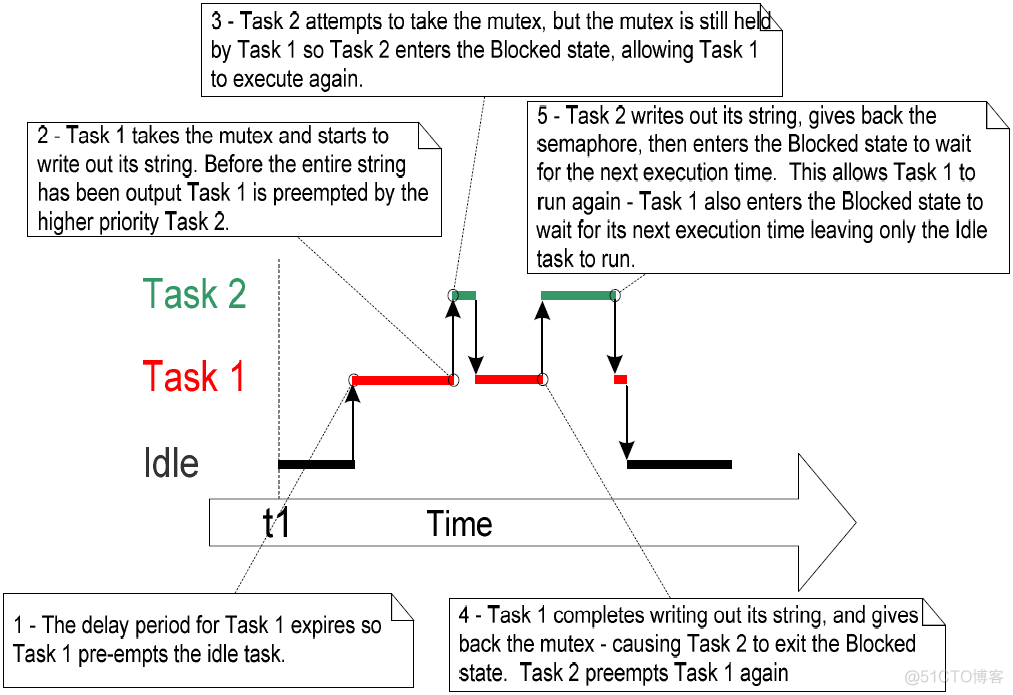 3 - Task 2 attempts to take the mutex, but the mutex is still held
by Task 1 so Task 2 enters the Blocked state, allowing Task 1
to execute again.
2 - Task 1 takes the mutex and starts to
write out its string. Before the entire string
has been output Task 1 is preempted by the
higher priority Task 2.
5 - Task 2 writes out its string, gives back the
semaphore, then enters the Blocked state to wait
for the next execution time. This allows Task 1 to
run again - Task 1 also enters the Blocked state to
wait for its next execution time leaving only the Idle
task to run.
Task 2
Task 1
Idle
t1
Time
1 - The delay period for Task 1 expires so
Task 1 pre-empts the idle task.
4 - Task 1 completes writing out its string, and gives
back the mutex - causing Task 2 to exit the Blocked
state. Task 2 preempts Task 1 again
@51CTO博客